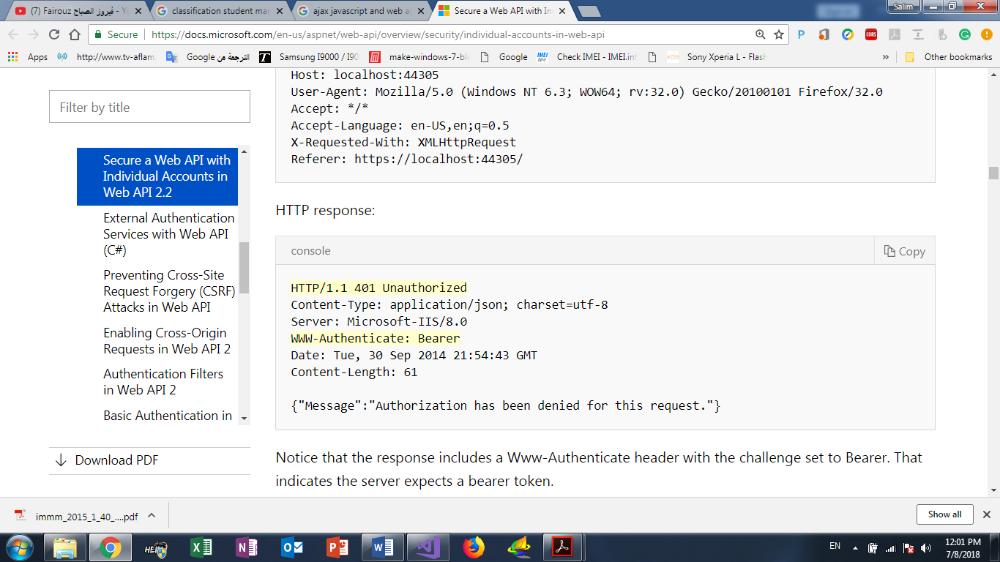 (7) Fairouz - فيروز الصباح - Yo
classification student mar
ajax javascript and web ap
Secure a Web API with In
Salim
Secure
https://docs.microsoft.com/en-us/aspnet/web-api/overview/security/individual-accounts-in-web-api
Apps
http://www.tv-aflam.
Google الترجمة من
Samsung I9000 / I90
make-windows-7-bl
Google
Check IMEI - IMEI.inf
Sony Xperia L - Flash
»
Other bookmarks
Filter by title
Secure a Web API with
Individual Accounts in
Web API 2.2
External Authentication
Services with Web API
(C#)
Preventing Cross-Site
Request Forgery (CSRF)
Attacks in Web API
Enabling Cross-Origin
Requests in Web API 2
Authentication Filters
in Web API 2
Basic Authentication in
Download PDF
Host: localhost:44305
User-Agent: Mozilla/5.0 (Windows NT 6.3; WOW64; rv:32.0) Gecko/20100101 Firefox/32.0
Accept: */*
Accept-Language: en-US,en;q=0.5
X-Requested-With: XMLHttpRequest
Referer: https://localhost:44305/
HTTP response:
console
Copy
HTTP/1.1 401 Unauthorized
Content-Type: application/json; charset=utf-8
Server: Microsoft-IIS/8.0
WWW-Authenticate: Bearer
Date: Tue, 30 Sep 2014 21:54:43 GMT
Content-Length: 61
{"Message":"Authorization has been denied for this request."}
Notice that the response includes a Www-Authenticate header with the challenge set to Bearer. That
indicates the server expects a bearer token.
immm_2015_1_40_....pdf
Show all
EN
12:01 PM
7/8/2018